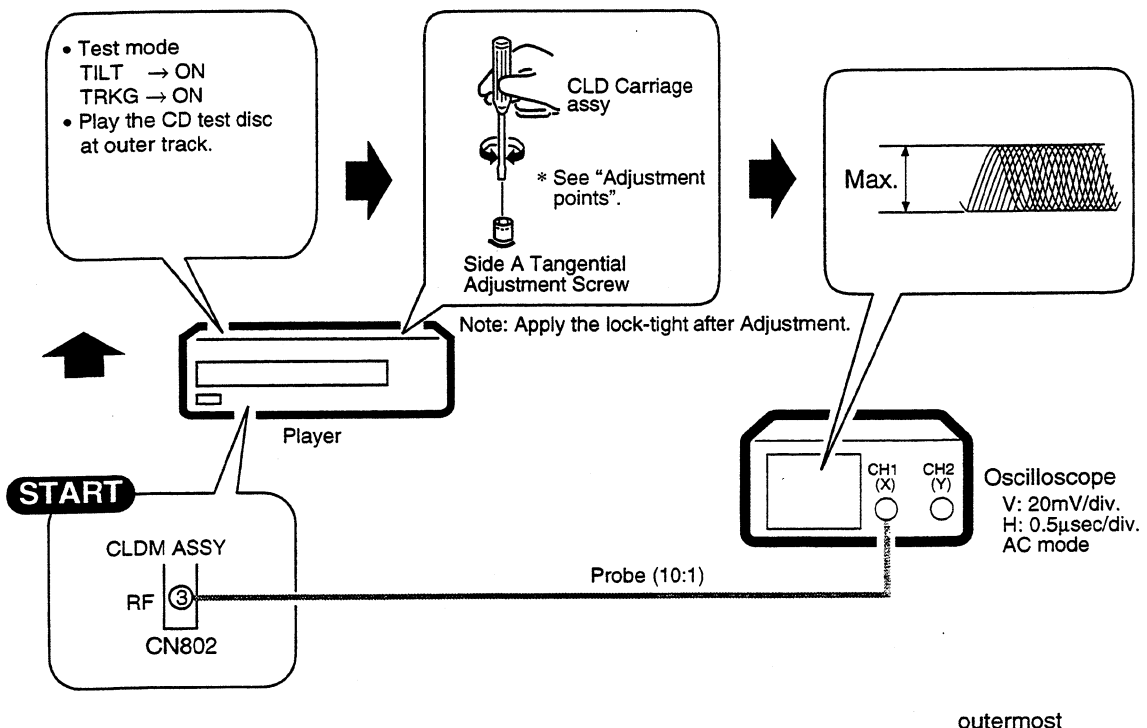 • Test mode
TILT → ON
TRKG → ON
• Play the CD test disc
at outer track.
CLD Carriage
assy
* See “Adjustment
points”.
Side A Tangential
Adjustment Screw
Max.
Note: Apply the lock-tight after Adjustment.
Player
START
CLDM ASSY
RF ③
CN802
Probe (10:1)
CH1
(X)
CH2
(Y)
Oscilloscope
V: 20mV/div.
H: 0.5μsec/div.
AC mode
outermost